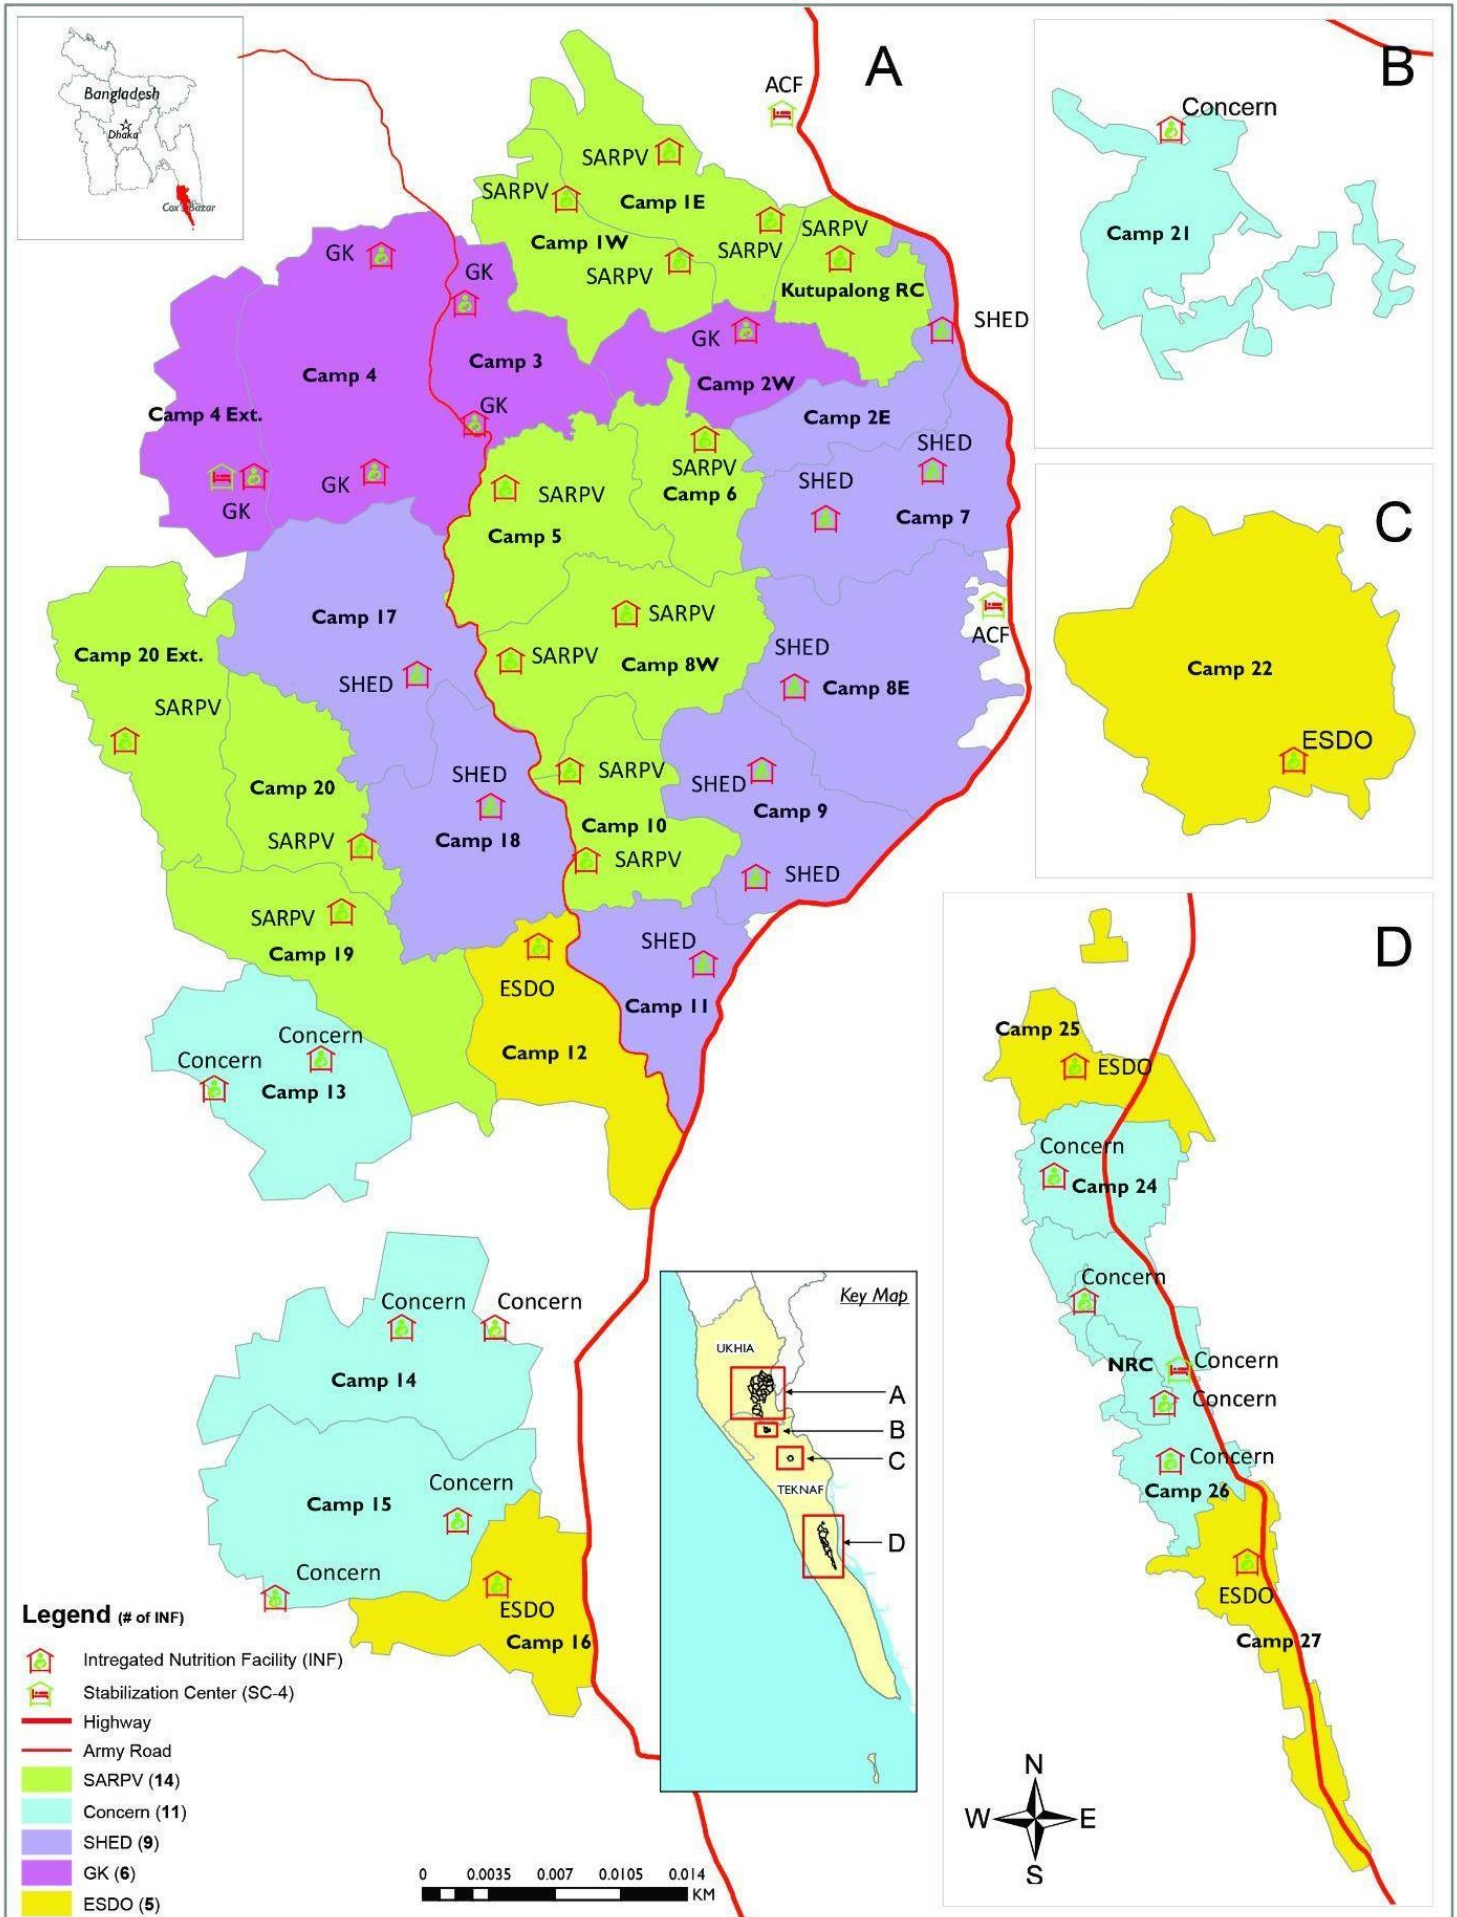 Bangladesh
Dhaka
Cox's Bazar
A
ACF
SARPV
SARPV
Camp 1E
Camp 1W
SARPV
SARPV
SARPV
Kutupalong RC
GK
GK
SHED
GK
Camp 3
Camp 4
Camp 2W
Camp 4 Ext.
GK
Camp 2E
SHED
SARPV
SHED
GK
SARPV
Camp 6
GK
Camp 5
Camp 7
Camp 17
SARPV
ACF
Camp 20 Ext.
SARPV
Camp 8W
SHED
SHED
Camp 8E
SARPV
SHED
SARPV
SHED
Camp 20
Camp 9
Camp 10
SARPV
Camp 18
SARPV
SHED
SARPV
Camp 19
SHED
ESDO
Camp 11
Concern
Concern
Camp 12
Camp 13
Concern
Concern
Camp 14
Concern
Camp 15
Concern
ESDO
Camp 16
B
Concern
Camp 21
C
Camp 22
ESDO
D
Camp 25
ESDO
Concern
Camp 24
Concern
NRC
Concern
Concern
Concern
Camp 26
ESDO
Camp 27
N
W
E
S
Key Map
UKHIA
A
B
C
TEKNAF
D
Legend (# of INF)
Intregated Nutrition Facility (INF)
Stabilization Center (SC-4)
Highway
Army Road
SARPV (14)
Concern (11)
SHED (9)
GK (6)
ESDO (5)
0 0.0035 0.007 0.0105 0.014
KM